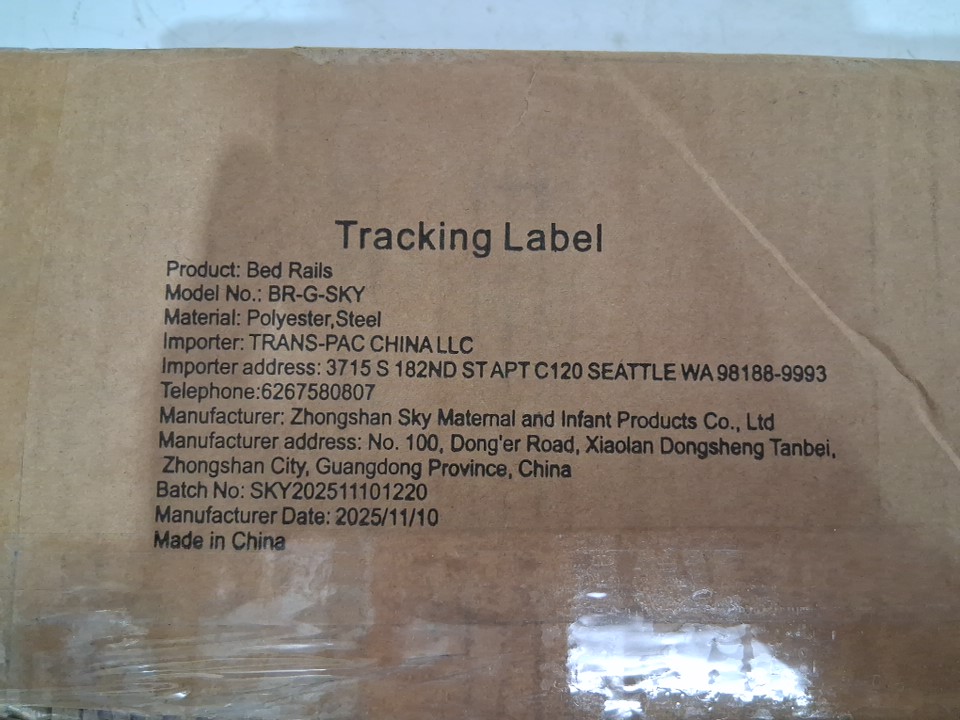 Tracking Label
Product: Bed Rails
Model No.: BR-G-SKY
Material: Polyester,Steel
Importer: TRANS-PAC CHINA LLC
Importer address: 3715 S 182ND ST APT C120 SEATTLE WA 98188-9993
Telephone:6267580807
Manufacturer: Zhongshan Sky Maternal and Infant Products Co., Ltd
Manufacturer address: No. 100, Dong'er Road, Xiaolan Dongsheng Tanbei,
Zhongshan City, Guangdong Province, China
Batch No: SKY202511101220
Manufacturer Date: 2025/11/10
Made in China